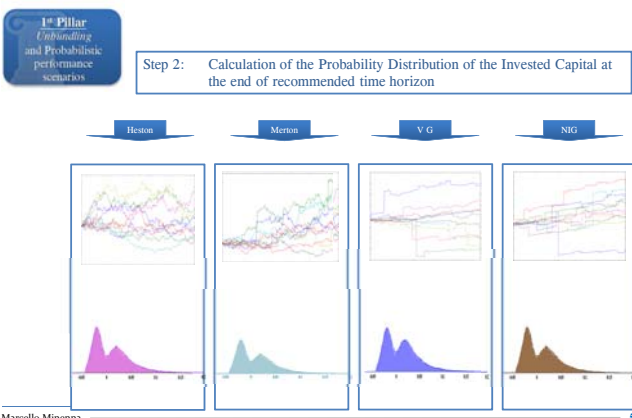 1st Pillar
Unbundling
and Probabilistic
performance
scenarios
Step 2: Calculation of the Probability Distribution of the Invested Capital at
the end of recommended time horizon
Heston
Merton
V G
NIG
Marcello Minenna